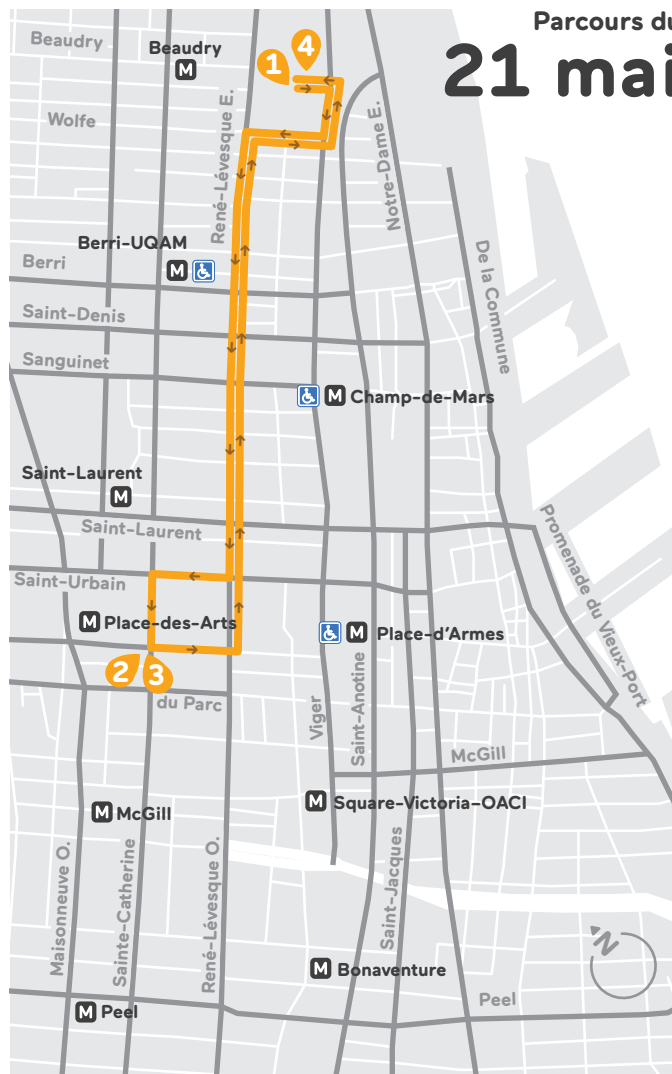 Parcours du
21 mai
Beaudry
Beaudry
M
1
4
Wolfe
René-Lévesque E.
Notre-Dame E.
Berri-UQAM
M
Berri
De la Commune
Saint-Denis
Sanguinet
M Champ-de-Mars
Saint-Laurent
M
Saint-Laurent
Promenade du Vieux-Port
Saint-Urbain
M Place-des-Arts
M Place-d'Armes
2
3
du Parc
Viger
Saint-Anotine
McGill
M McGill
M Square-Victoria-OACI
Maisonneuve O.
Sainte-Catherine
René-Lévesque O.
Saint-Jacques
N
M Bonaventure
Peel
M Peel